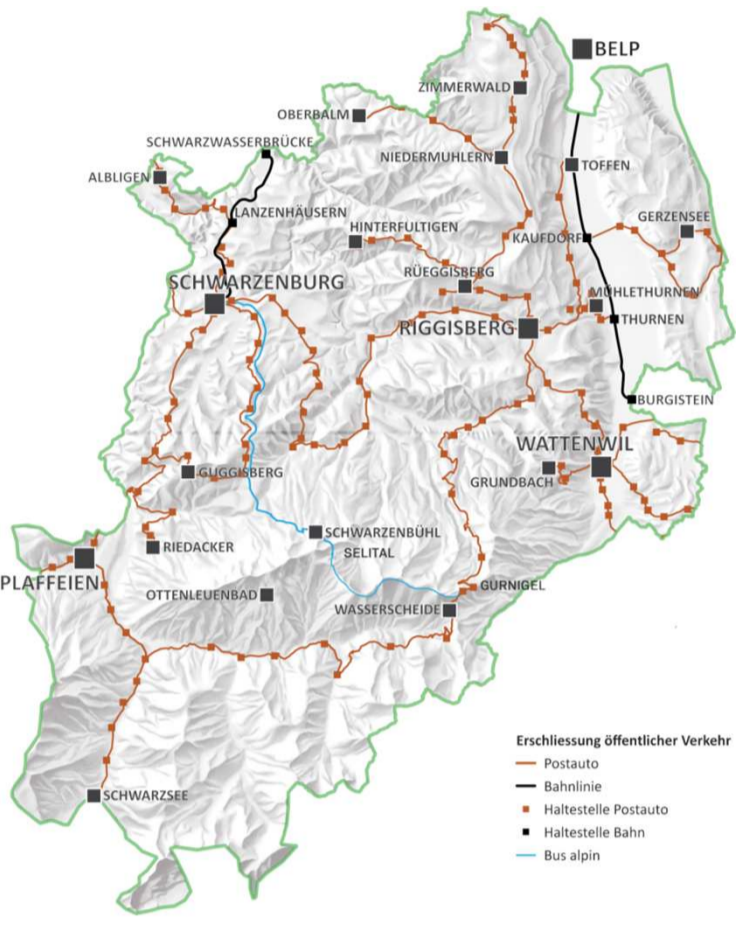 BELP
ZIMMERWALD
OBERBALM
SCHWARZWASSERBRÜCKE
NIEDERMUHLERN
TOFFEN
ALBLIGEN
LANZENHÄUSERN
GERZENSEE
HINTERFULTIGEN
KAUFDORF
RÜEGGISBERG
SCHWARZENBURG
MÜHLETHURNEN
RIGGISBERG
THURNEN
BURGISTEIN
WATTENWIL
GUGGISBERG
GRUNDBACH
SCHWARZENBÜHL
RIEDACKER
SELITAL
PLAFFEIEN
GURNIGEL
OTTENLEUENBAD
WASSERSCHEIDE
SCHWARZSEE
Erschliessung öffentlicher Verkehr
Postauto
Bahnlinie
Haltestelle Postauto
Haltestelle Bahn
Bus alpin